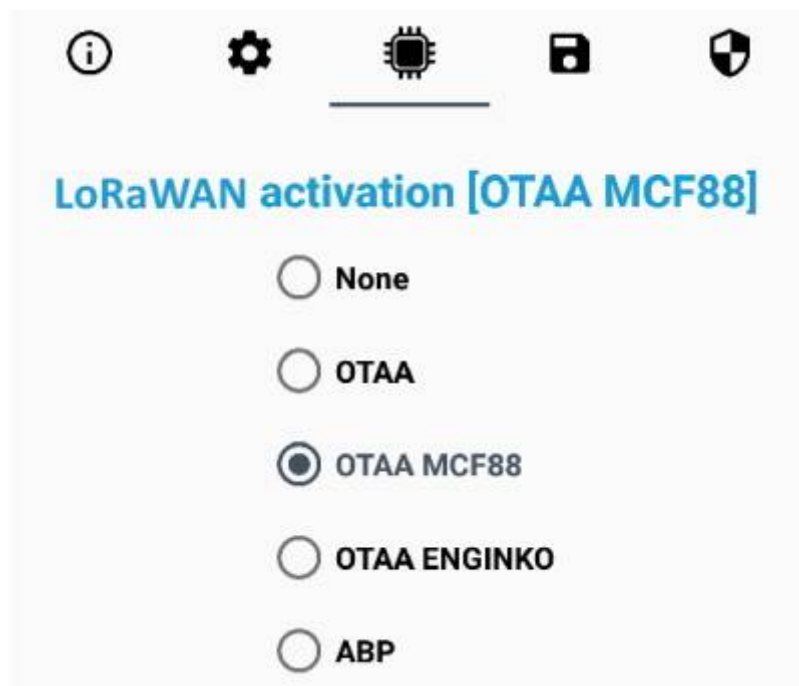 LoRaWAN activation [OTAA MCF88]
None
OTAA
OTAA MCF88
OTAA ENGINKO
ABP